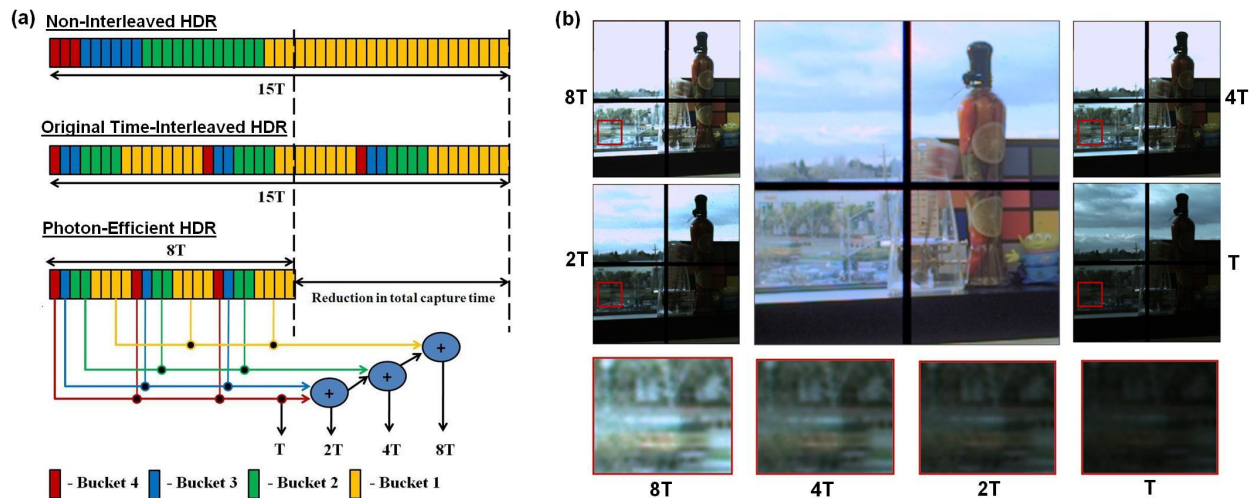 (a)
Non-Interleaved HDR
15T
Original Time-Interleaved HDR
15T
Photon-Efficient HDR
8T
Reduction in total capture time
+
+
+
T 2T 4T 8T
- Bucket 4 - Bucket 3 - Bucket 2 - Bucket 1
(b)
8T
4T
2T
T
8T 4T 2T T